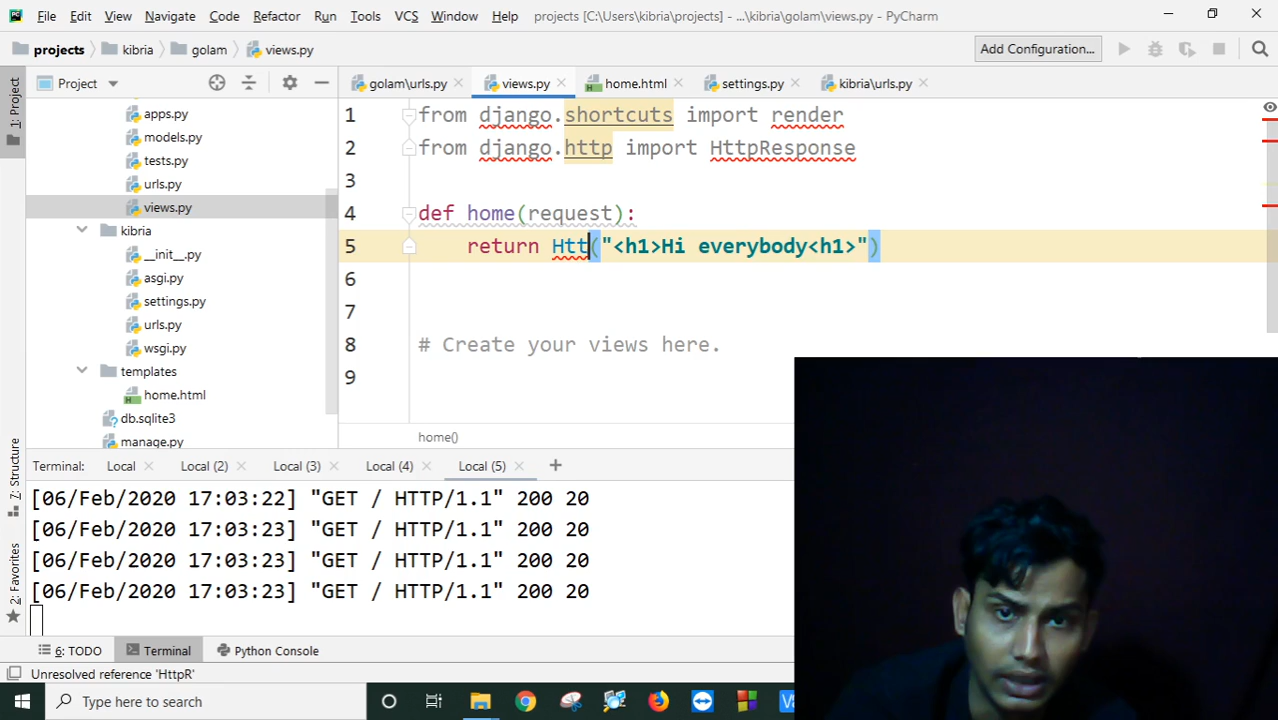 File Edit View Navigate Code Refactor Run Tools VCS Window Help projects [C:\Users\kibria\projects] - ...\kibria\golam\views.py - PyCharm
projects kibria golam views.py Add Configuration...
1: Project
Project
golam\urls.py views.py home.html settings.py kibria\urls.py
apps.py
models.py
tests.py
urls.py
views.py
kibria
__init__.py
asgi.py
settings.py
urls.py
wsgi.py
templates
home.html
db.sqlite3
manage.py
1 from django.shortcuts import render
2 from django.http import HttpResponse
3
4 def home(request):
5 return Htt("<h1>Hi everybody<h1>")
6
7
8 # Create your views here.
9
home()
7: Structure
2: Favorites
Terminal: Local Local (2) Local (3) Local (4) Local (5)
[06/Feb/2020 17:03:22] "GET / HTTP/1.1" 200 20
[06/Feb/2020 17:03:23] "GET / HTTP/1.1" 200 20
[06/Feb/2020 17:03:23] "GET / HTTP/1.1" 200 20
[06/Feb/2020 17:03:23] "GET / HTTP/1.1" 200 20
6: TODO Terminal Python Console
Unresolved reference 'HttpR'
Type here to search